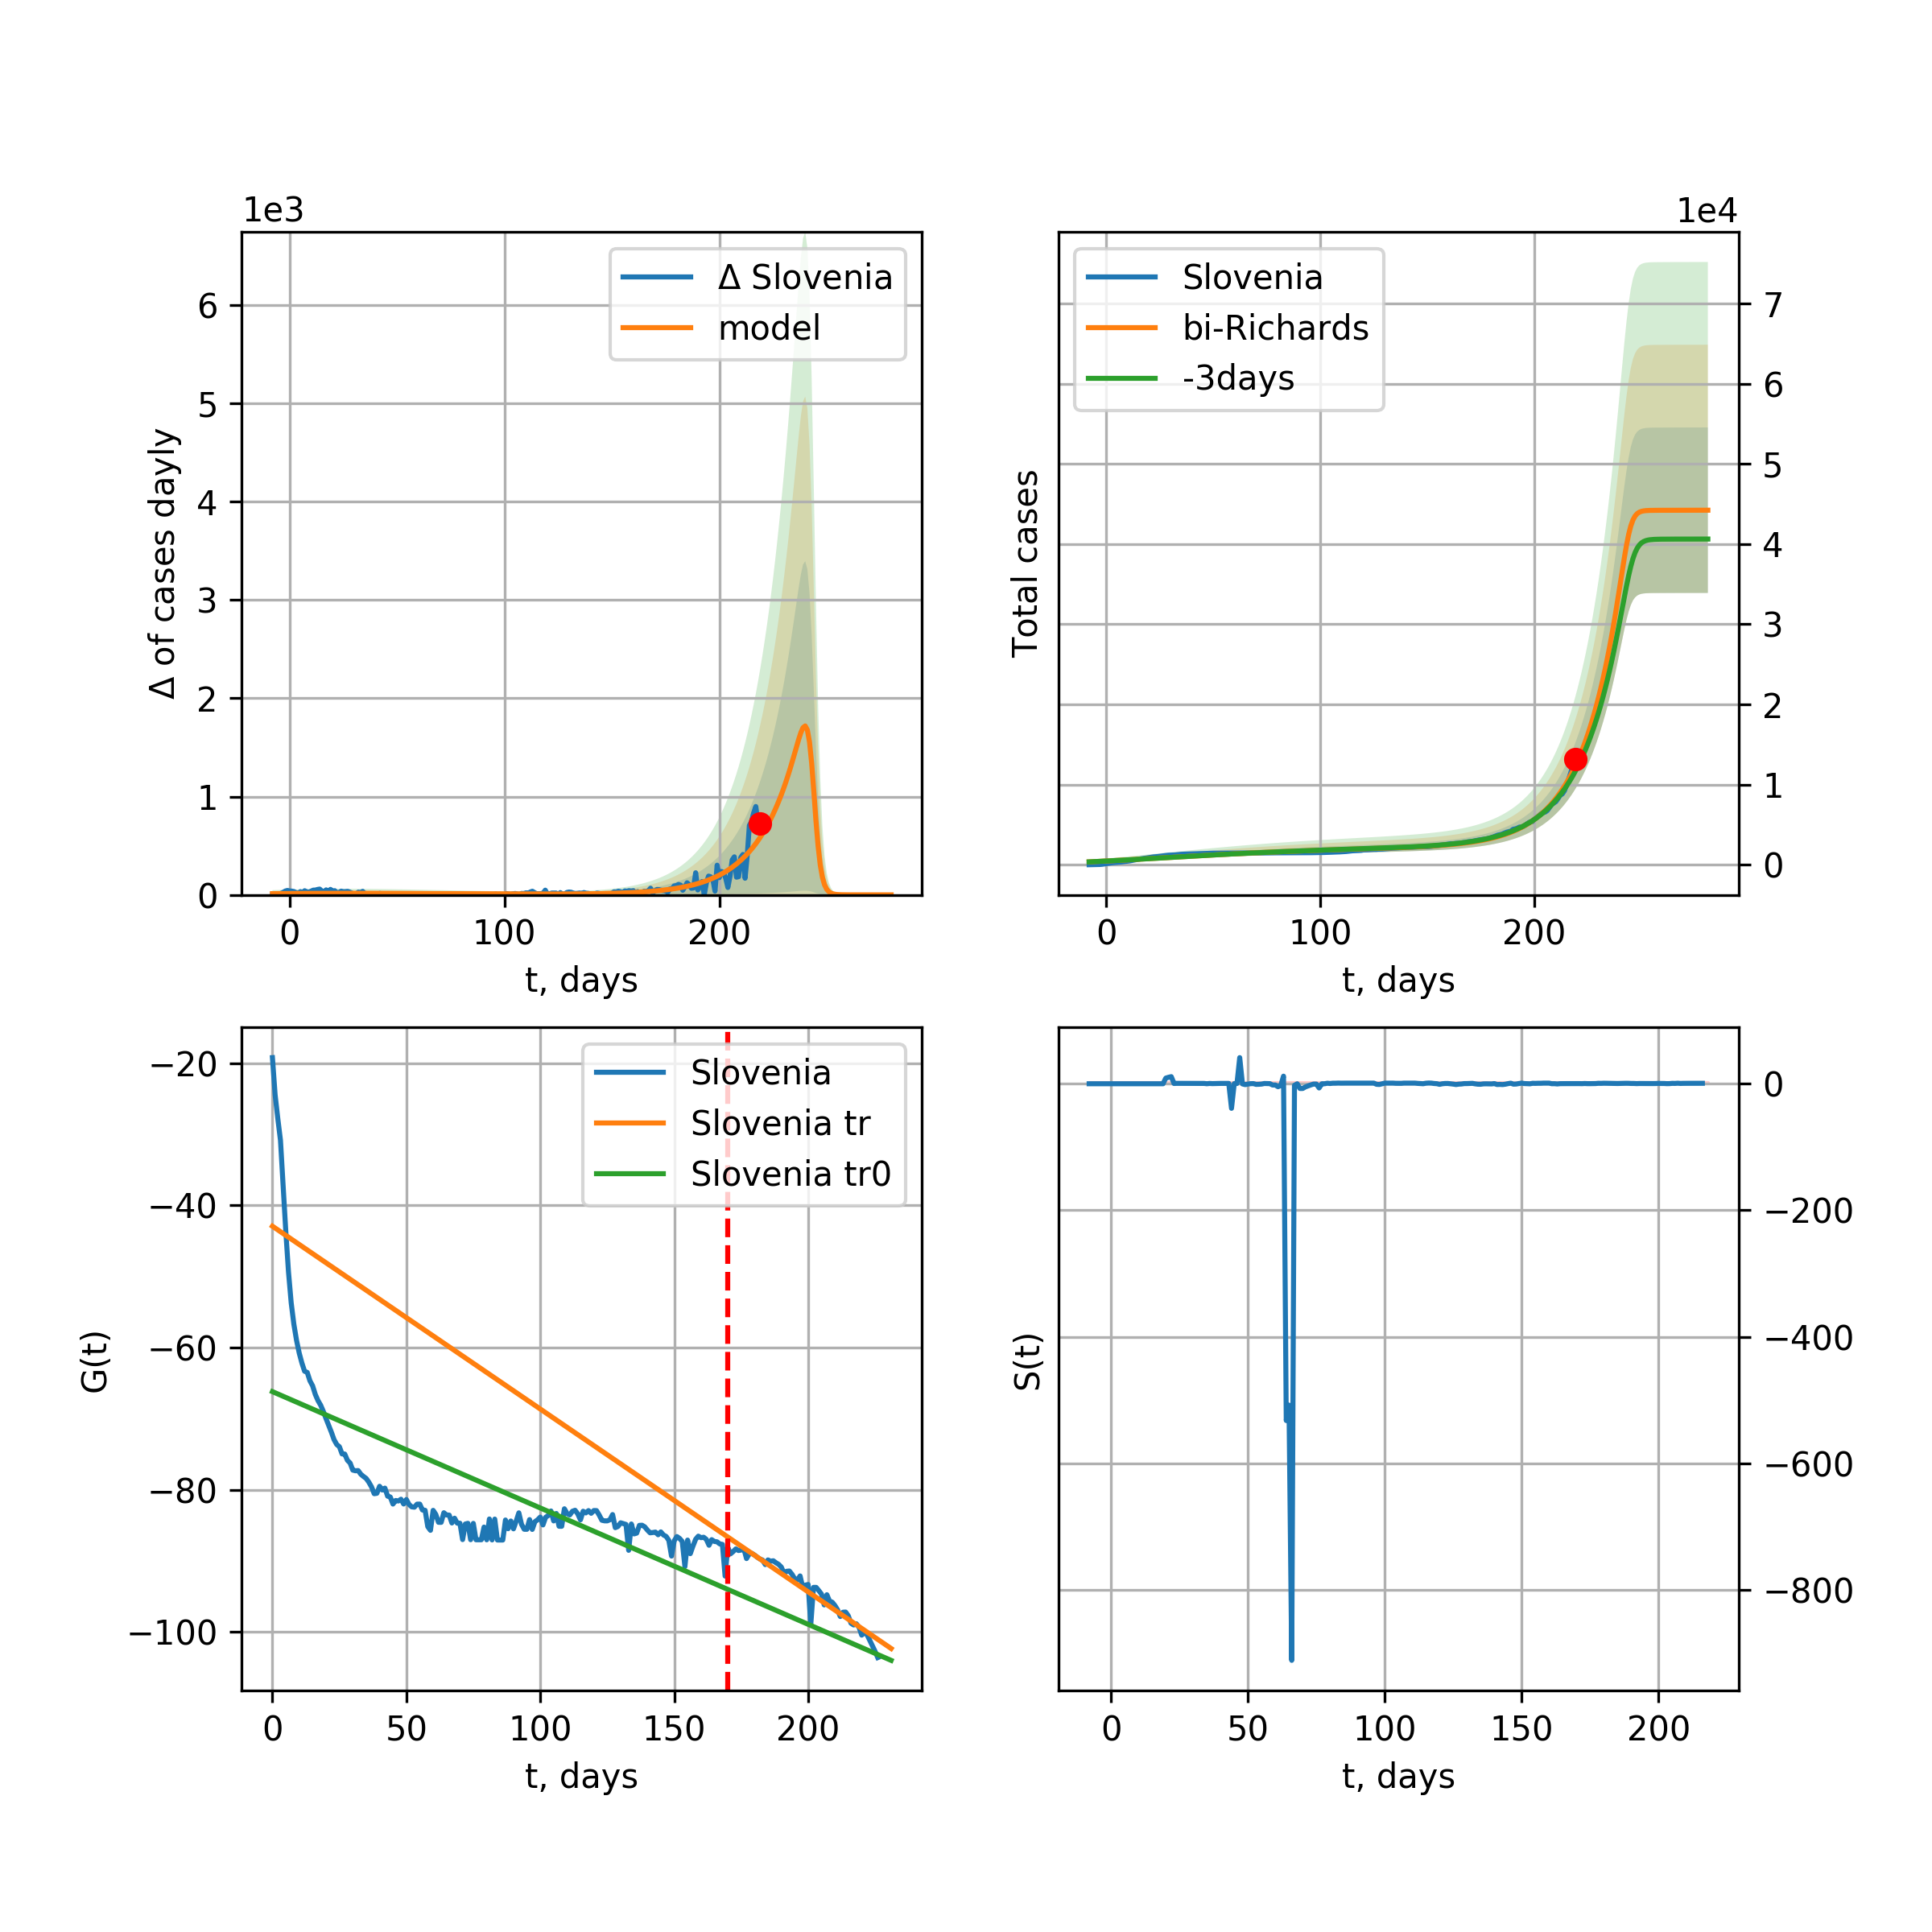 1e3
Δ of cases dayly
6
5
4
3
2
1
0
Δ Slovenia
model
0 100 200
t, days
1e4
Total cases
Slovenia
bi-Richards
-3days
7
6
5
4
3
2
1
0
0 100 200
t, days
G(t)
−20
−40
−60
−80
−100
Slovenia
Slovenia tr
Slovenia tr0
0 50 100 150 200
t, days
S(t)
0
−200
−400
−600
−800
0 50 100 150 200
t, days